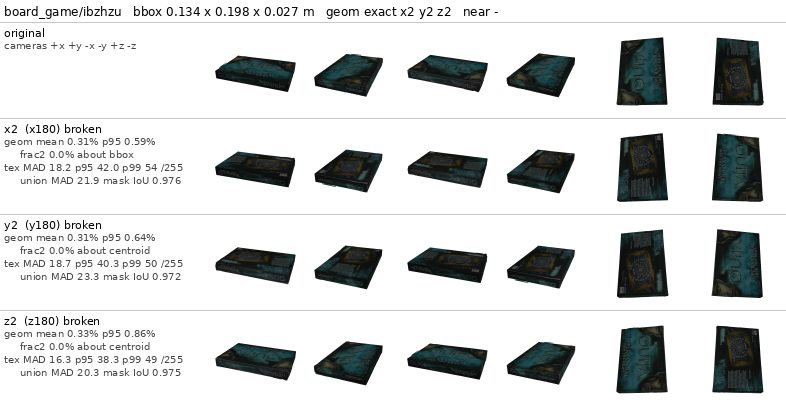 board_game/ibzhzu bbox 0.134 x 0.198 x 0.027 m geom exact x2 y2 z2 near -
original
cameras +x +y -x -y +z -z
x2 (x180) broken
geom mean 0.31% p95 0.59%
frac2 0.0% about bbox
tex MAD 18.2 p95 42.0 p99 54 /255
union MAD 21.9 mask IoU 0.976
y2 (y180) broken
geom mean 0.31% p95 0.64%
frac2 0.0% about centroid
tex MAD 18.7 p95 40.3 p99 50 /255
union MAD 23.3 mask IoU 0.972
z2 (z180) broken
geom mean 0.33% p95 0.86%
frac2 0.0% about centroid
tex MAD 16.3 p95 38.3 p99 49 /255
union MAD 20.3 mask IoU 0.975